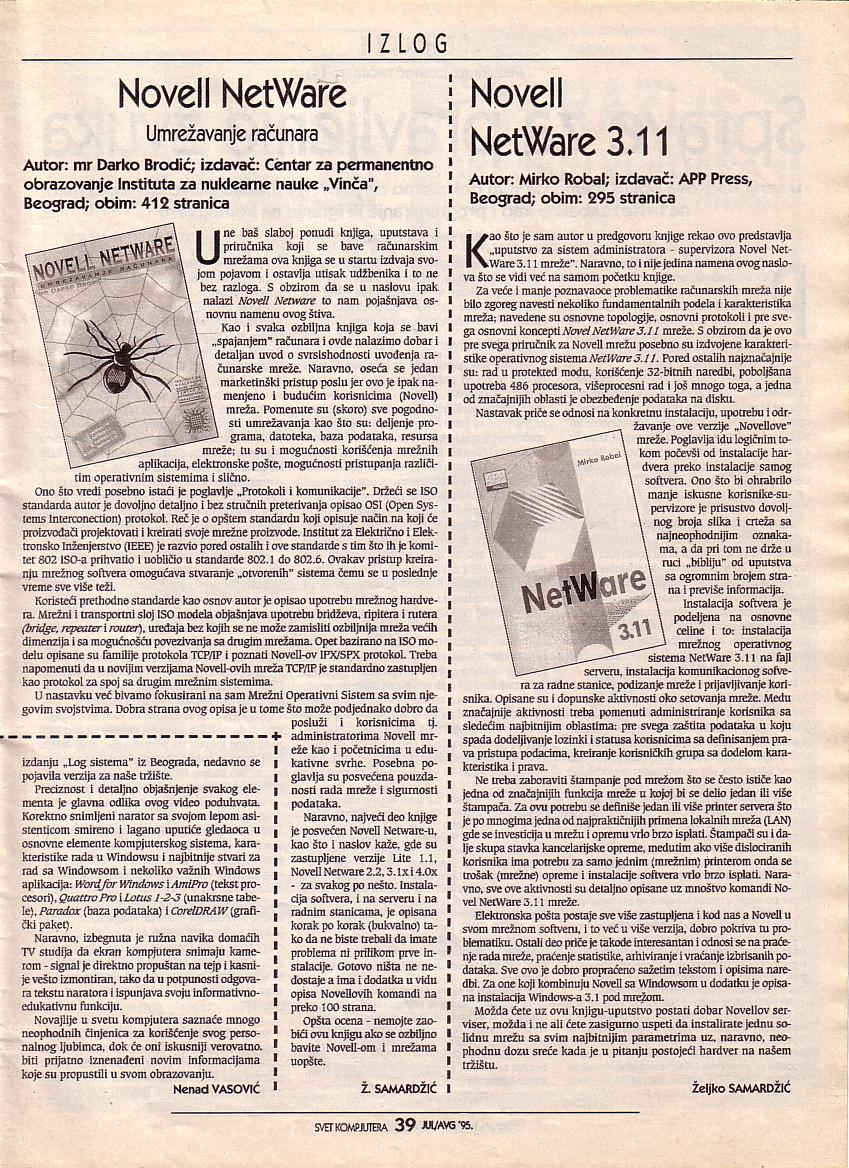 IZLOG
Novell NetWare
Umrežavanje računara
Autor: mr Darko Brodić; izdavač: Centar za permanentno
obrazovanje Instituta za nuklearne nauke „Vinča”,
Beograd; obim: 412 stranica
NOVELL NETWARE
UMREŽAVANJE RAČUNARA
MR DARKO BRODIĆ
Une baš slaboj ponudi knjiga, uputstava i
priručnika koji se bave računarskim
mrežama ova knjiga se u startu izdvaja svo-
jom pojavom i ostavlja utisak udžbenika i to ne
bez razloga. S obzirom da se u naslovu ipak
nalazi Novell Netware to nam pojašnjava os-
novnu namenu ovog štiva.
Kao i svaka ozbiljna knjiga koja se bavi
„spajanjem” računara i ovde nalazimo dobar i
detaljan uvod o svrsishodnosti uvođenja ra-
čunarske mreže. Naravno, oseća se jedan
marketinški pristup poslu jer ovo je ipak na-
menjeno i budućim korisnicima (Novell)
mreža. Pomenute su (skoro) sve pogodno-
sti umrežavanja kao što su: deljenje pro-
grama, datoteka, baza podataka, resursa
mreže; tu su i mogućnosti korišćenja mrežnih
aplikacija, elektronske pošte, mogućnosti pristupanja različi-
tim operativnim sistemima i slično.
Ono što vredi posebno istaći je poglavlje „Protokoli i komunikacije”. Držeći se ISO
standarda autor je dovoljno detaljno i bez stručnih preterivanja opisao OSI (Open Sys-
tems Interconection) protokol. Reč je o opštem standardu koji opisuje način na koji će
proizvođači projektovati i kreirati svoje mrežne proizvode. Institut za Električno i Elek-
tronsko Inženjerstvo (IEEE) je razvio pored ostalih i ove standarde s tim što ih je komi-
tet 802 ISO-a prihvatio i uobličio u standarde 802.1 do 802.6. Ovakav pristup kreira-
nju mrežnog softvera omogućava stvaranje „otvorenih” sistema čemu se u poslednje
vreme sve više teži.
Koristeći prethodne standarde kao osnov autor je opisao upotrebu mrežnog hardve-
ra. Mrežni i transportni sloj ISO modela objašnjava upotrebu bridževa, ripitera i rutera
(bridge, repeater i router), uređaja bez kojih se ne može zamisliti ozbiljnija mreža većih
dimenzija i sa mogućnošću povezivanja sa drugim mrežama. Opet bazirano na ISO mo-
delu opisane su familije protokola TCP/IP i poznati Novell-ov IPX/SPX protokol. Treba
napomenuti da u novijim verzijama Novell-ovih mreža TCP/IP je standardno zastupljen
kao protokol za spoj sa drugim mrežnim sistemima.
U nastavku već bivamo fokusirani na sam Mrežni Operativni Sistem sa svim nje-
govim svojstvima. Dobra strana ovog opisa je u tome što može podjednako dobro da
posluži i korisnicima tj.
administratorima Novell mr-
eže kao i početnicima u edu-
kativne svrhe. Posebna po-
glavlja su posvećena pouzda-
nosti rada mreže i sigurnosti
podataka.
Naravno, najveći deo knjige
je posvećen Novell Netware-u,
kao što i naslov kaže, gde su
zastupljene verzije Lite 1.1,
Novell Netware 2.2, 3.1x i 4.0x
- za svakog po nešto. Instala-
cija softvera, i na serveru i na
radnim stanicama, je opisana
korak po korak (bukvalno) ta-
ko da ne biste trebali da imate
problema ni prilikom prve in-
stalacije. Gotovo ništa ne ne-
dostaje a ima i dodatka u vidu
opisa Novellovih komandi na
preko 100 strana.
Opšta ocena - nemojte zao-
bići ovu knjigu ako se ozbiljno
bavite Novell-om i mrežama
uopšte.
Ž. SAMARDŽIĆ
izdanju „Log sistema” iz Beograda, nedavno se
pojavila verzija za naše tržište.
Preciznost i detaljno objašnjenje svakog ele-
menta je glavna odlika ovog video poduhvata.
Korektno snimljeni narator sa svojom lepom asi-
stenticom smireno i lagano uputiće gledaoca u
osnovne elemente kompjuterskog sistema, kara-
kteristike rada u Windowsu i najbitnije stvari za
rad sa Windowsom i nekoliko važnih Windows
aplikacija: Word for Windows i AmiPro (tekst pro-
cesori), Quattro Pro i Lotus 1-2-3 (unakrsne tabe-
le), Paradox (baza podataka) i CorelDRAW (grafi-
čki paket).
Naravno, izbegnuta je ružna navika domaćih
TV studija da ekran kompjutera snimaju kame-
rom - signal je direktno propuštan na tejp i kasni-
je vešto izmontiran, tako da u potpunosti odgova-
ra tekstu naratora i ispunjava svoju informativno-
edukativnu funkciju.
Novajlije u svetu kompjutera saznaće mnogo
neophodnih činjenica za korišćenje svog perso-
nalnog ljubimca, dok će oni iskusniji verovatno
biti prijatno iznenađeni novim informacijama
koje su propustili u svom obrazovanju.
Nenad VASOVIĆ
Novell
NetWare 3.11
Autor: Mirko Robal; izdavač: APP Press,
Beograd; obim: 295 stranica
Kao što je sam autor u predgovoru knjige rekao ovo predstavlja
„uputstvo za sistem administratora - supervizora Novel Net-
Ware 3.11 mreže”. Naravno, to i nije jedina namena ovog naslo-
va što se vidi već na samom početku knjige.
Za veće i manje poznavaoce problematike računarskih mreža nije
bilo zgoreg navesti nekoliko fundamentalnih podela i karakteristika
mreža; navedene su osnovne topologije, osnovni protokoli i pre sve-
ga osnovni koncepti Novel NetWare 3.11 mreže. S obzirom da je ovo
pre svega priručnik za Novell mrežu posebno su izdvojene karakteri-
stike operativnog sistema NetWare 3.11. Pored ostalih najznačajnije
su: rad u protekted modu, korišćenje 32-bitnih naredbi, poboljšana
upotreba 486 procesora, višeprocesni rad i još mnogo toga, a jedna
od značajnijih oblasti je obezbeđenje podataka na disku.
Nastavak priče se odnosi na konkretnu instalaciju, upotrebu i odr-
žavanje ove verzije „Novellove”
mreže. Poglavlja idu logičnim to-
kom počevši od instalacije har-
dvera preko instalacije samog
softvera. Ono što bi ohrabrilo
manje iskusne korisnike-su-
pervizore je prisustvo dovolj-
nog broja slika i crteža sa
najneophodnijim oznaka-
ma, a da pri tom ne drže u
ruci „bibliju” od uputstva
sa ogromnim brojem stra-
na i previše informacija.
Instalacija softvera je
podeljena na osnovne
celine i to: instalacija
mrežnog operativnog
sistema NetWare 3.11 na fajl
serveru, instalacija komunikacionog softve-
ra za radne stanice, podizanje mreže i prijavljivanje kori-
snika. Opisane su i dopunske aktivnosti oko setovanja mreže. Među
značajnije aktivnosti treba pomenuti administriranje korisnika sa
sledećim najbitnijim oblastima: pre svega zaštita podataka u koju
spada dodeljivanje lozinki i statusa korisnicima sa definisanjem pra-
va pristupa podacima, kreiranje korisničkih grupa sa dodelom kara-
kteristika i prava.
Ne treba zaboraviti štampanje pod mrežom što se često ističe kao
jedna od značajnijih funkcija mreže u kojoj bi se delio jedan ili više
štampača. Za ovu potrebu se definiše jedan ili više printer servera što
je po mnogima jedna od najpraktičnijih primena lokalnih mreža (LAN)
gde se investicija u mrežu i opremu vrlo brzo isplati. Štampači su i da-
lje skupa stavka kancelarijske opreme, međutim ako više dislociranih
korisnika ima potrebu za samo jednim (mrežnim) printerom onda se
trošak (mrežne) opreme i instalacije softvera vrlo brzo isplati. Nara-
vno, sve ove aktivnosti su detaljno opisane uz mnoštvo komandi No-
vel NetWare 3.11 mreže.
Elektronska pošta postaje sve više zastupljena i kod nas a Novell u
svom mrežnom softveru, i to već u više verzija, dobro pokriva tu pro-
blematiku. Ostali deo priče je takođe interesantan i odnosi se na praće-
nje rada mreže, praćenje statistike, arhiviranje i vraćanje izbrisanih po-
dataka. Sve ovo je dobro propraćeno sažetim tekstom i opisima nare-
dbi. Za one koji kombinuju Novell sa Windowsom u dodatku je opisa-
na instalacija Windows-a 3.1 pod mrežom.
Možda ćete uz ovu knjigu-uputstvo postati dobar Novellov ser-
viser, možda i ne ali ćete zasigurno uspeti da instalirate jednu so-
lidnu mrežu sa svim najbitnijim parametrima uz, naravno, neo-
phodnu dozu sreće kada je u pitanju postojeći hardver na našem
tržištu.
Željko SAMARDŽIĆ
APP
Mirko Robal
NetWare
3.11
SVET KOMPJUTERA 39 JUL/AVG '95.